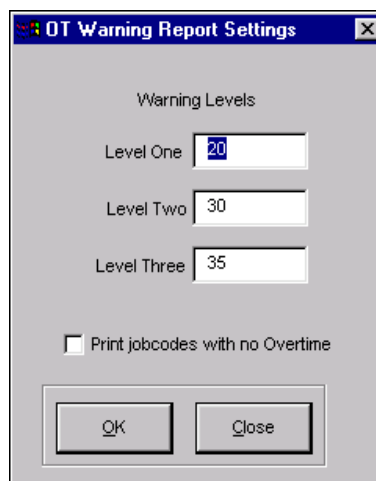 OT Warning Report Settings
Warning Levels
Level One 20
Level Two 30
Level Three 35
Print jobcodes with no Overtime
OK Close